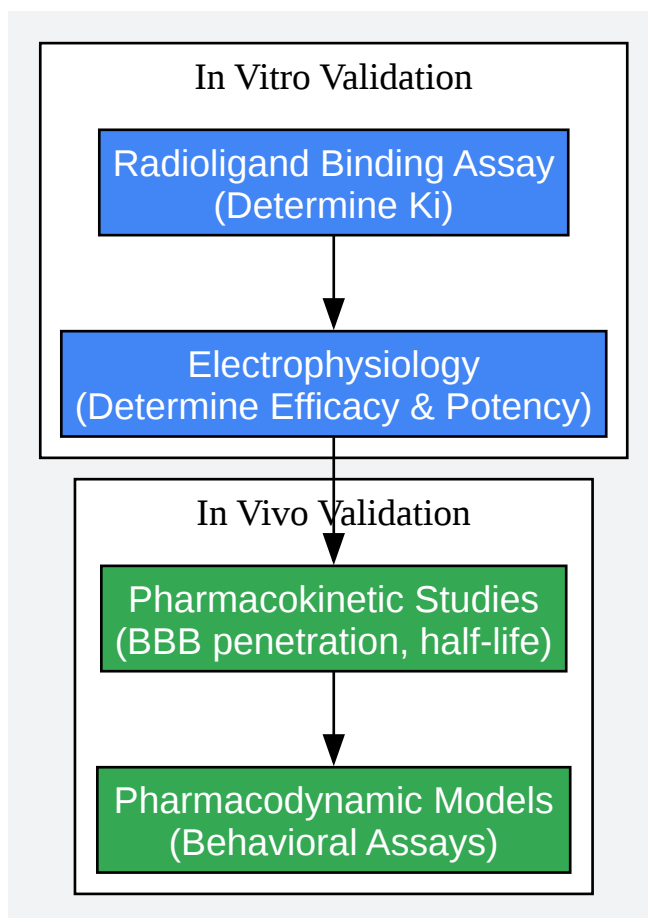 In Vitro Validation
Radioligand Binding Assay
(Determine Ki)
Electrophysiology
(Determine Efficacy & Potency)
In Vivo Validation
Pharmacokinetic Studies
(BBB penetration, half-life)
Pharmacodynamic Models
(Behavioral Assays)